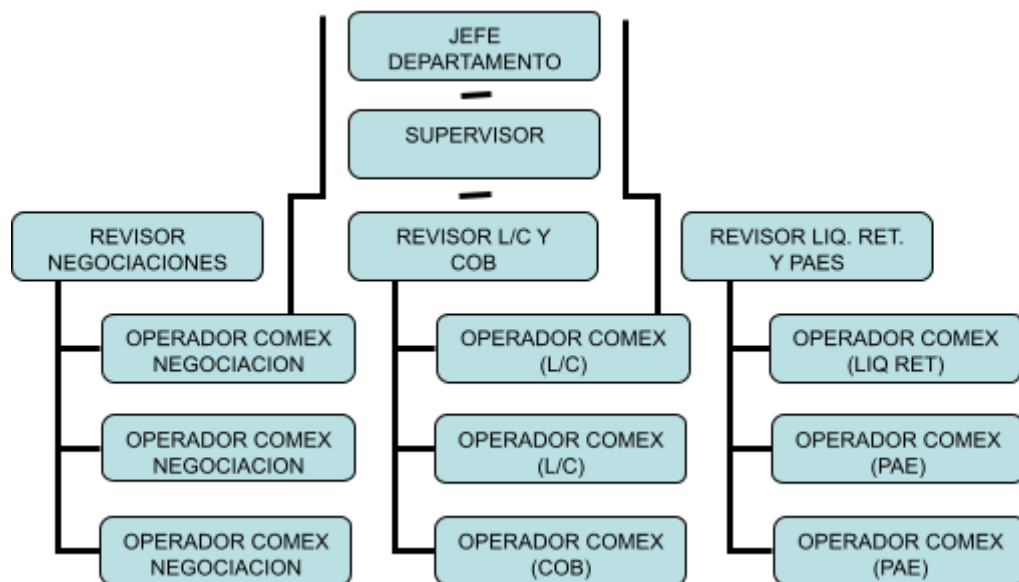 JEFE
DEPARTAMENTO
SUPERVISOR
REVISOR
NEGOCIACIONES
REVISOR L/C Y
COB
REVISOR LIQ. RET.
Y PAES
OPERADOR COMEX
NEGOCIACION
OPERADOR COMEX
(L/C)
OPERADOR COMEX
(LIQ RET)
OPERADOR COMEX
NEGOCIACION
OPERADOR COMEX
(L/C)
OPERADOR COMEX
(PAE)
OPERADOR COMEX
NEGOCIACION
OPERADOR COMEX
(COB)
OPERADOR COMEX
(PAE)